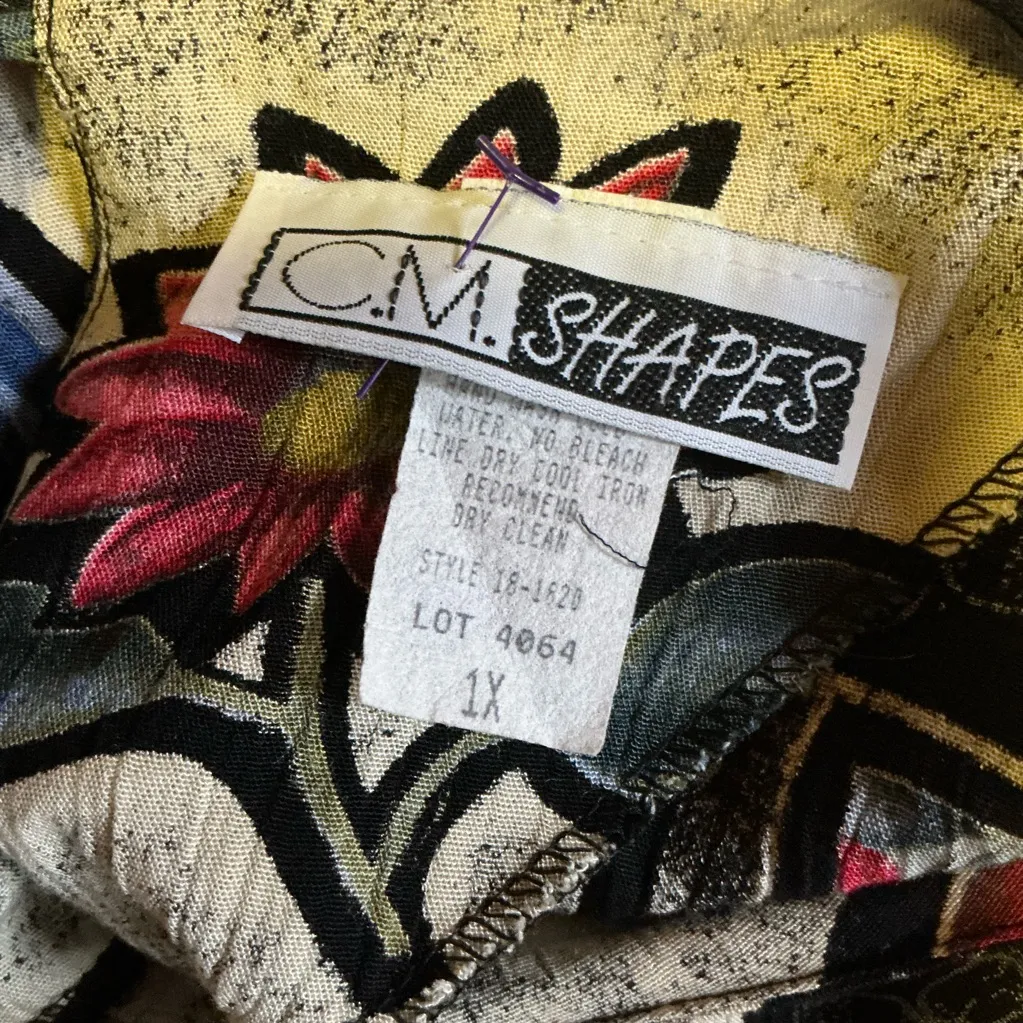 C.M. SHAPES
WATER. NO BLEACH
LINE DRY COOL IRON
RECOMMEND
DRY CLEAN
STYLE 18-1620
LOT 4064
1X